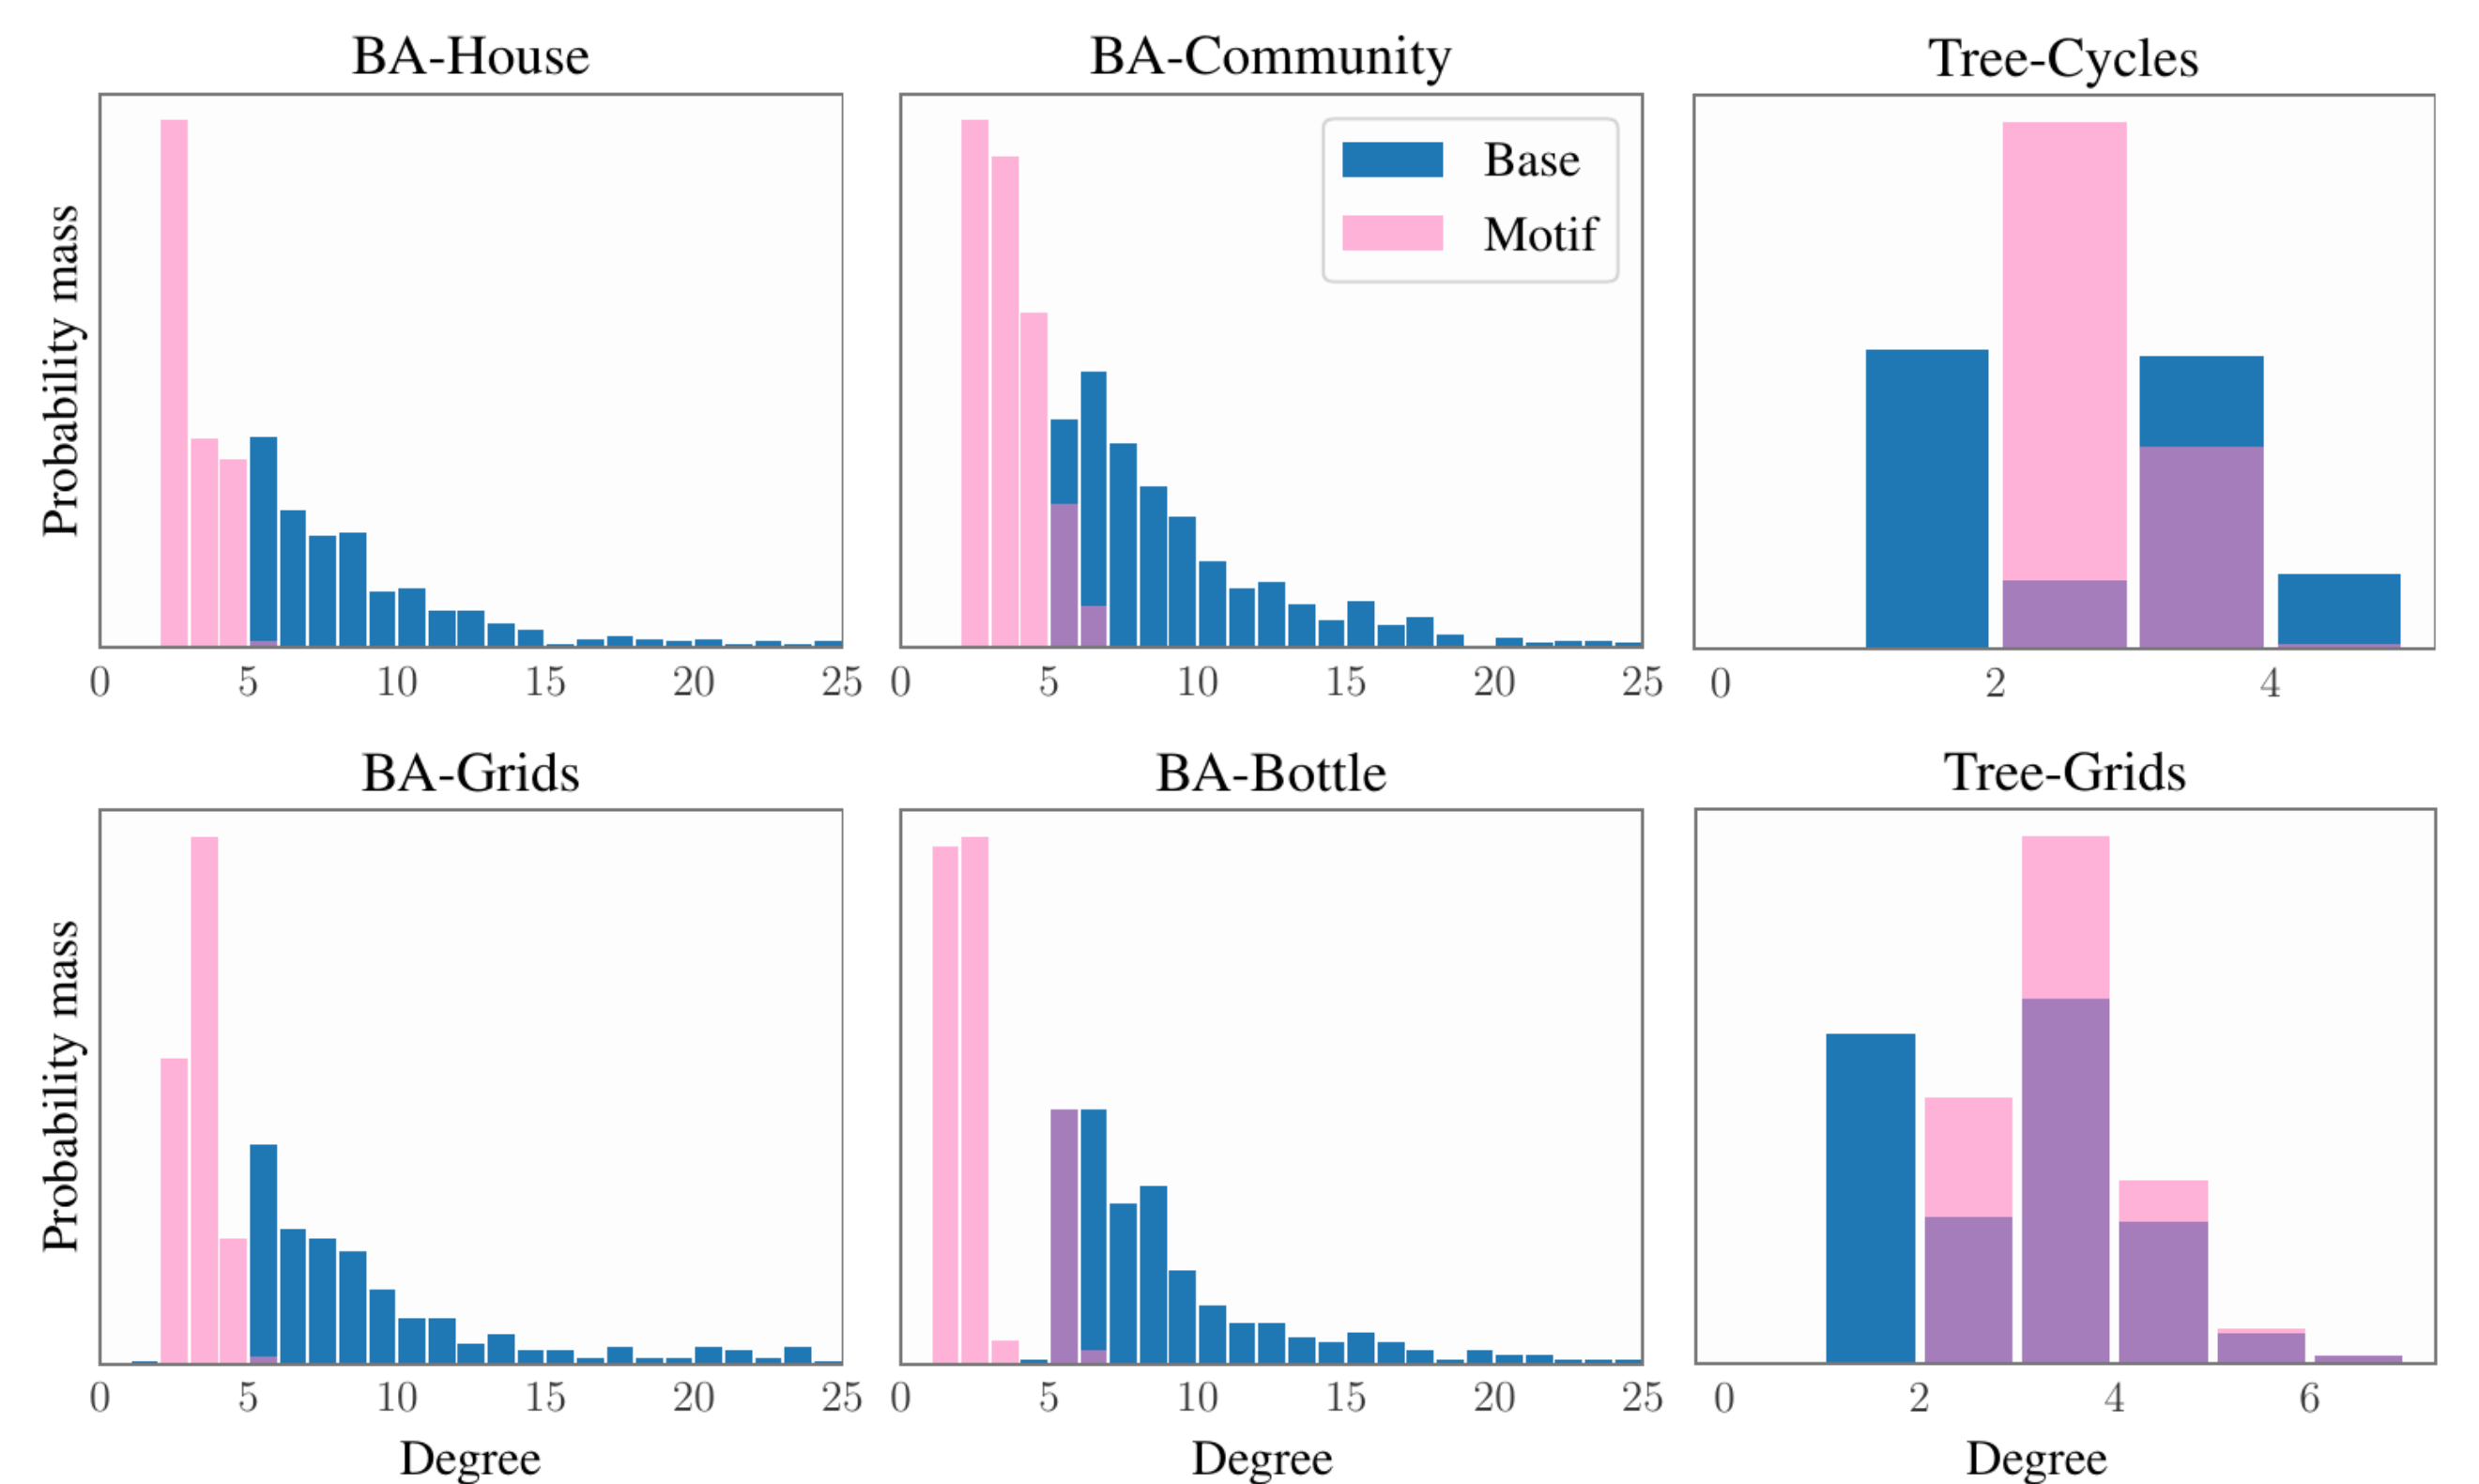 BA-House
BA-Community
Tree-Cycles
Probability mass
Base
Motif
0 5 10 15 20 25
0 5 10 15 20 25
0 2 4
BA-Grids
BA-Bottle
Tree-Grids
Probability mass
0 5 10 15 20 25
0 5 10 15 20 25
0 2 4 6
Degree
Degree
Degree